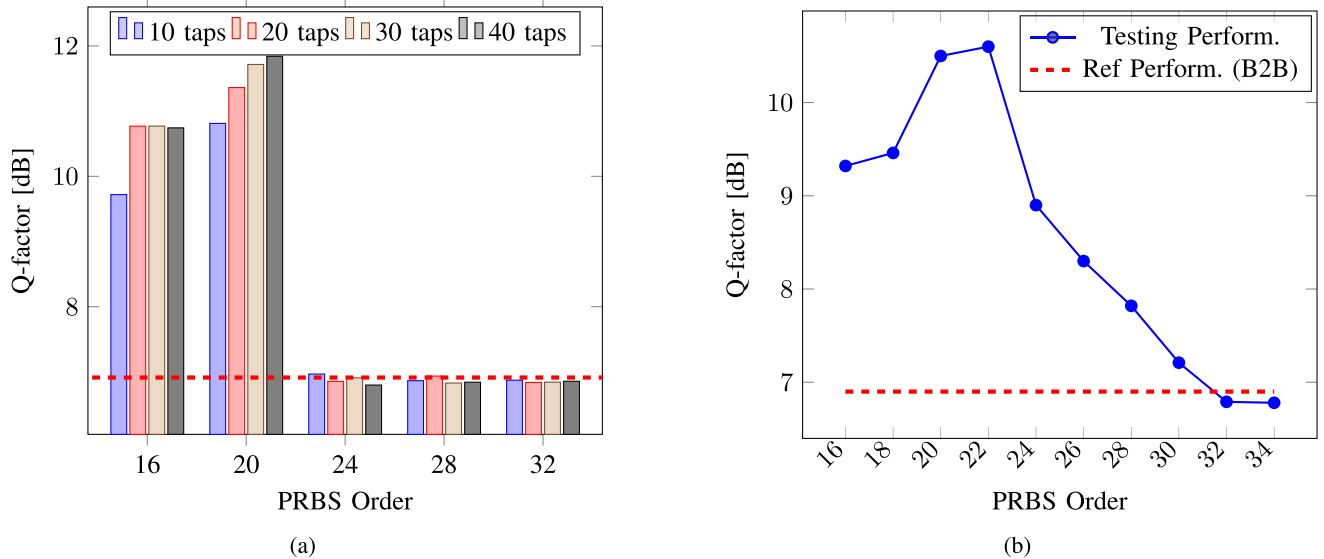 10 taps 20 taps 30 taps 40 taps
12
10
8
Q-factor [dB]
16 20 24 28 32
PRBS Order
(a)
Testing Perform.
Ref Perform. (B2B)
10
9
8
7
Q-factor [dB]
16 18 20 22 24 26 28 30 32 34
PRBS Order
(b)